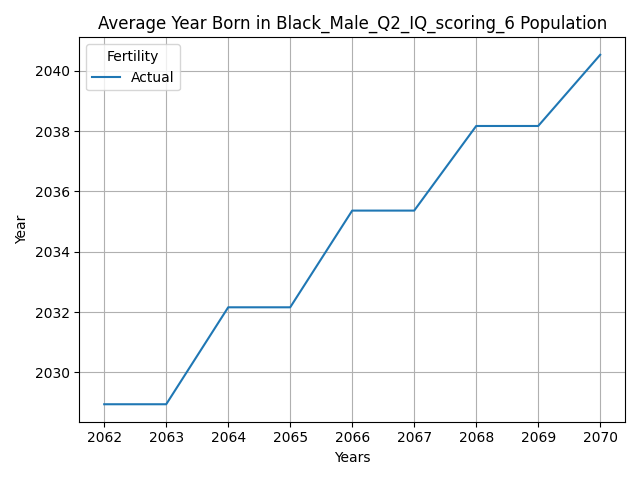 Average Year Born in Black_Male_Q2_IQ_scoring_6 Population
Fertility
Actual
2040
2038
2036
2034
2032
2030
Year
2062 2063 2064 2065 2066 2067 2068 2069 2070
Years